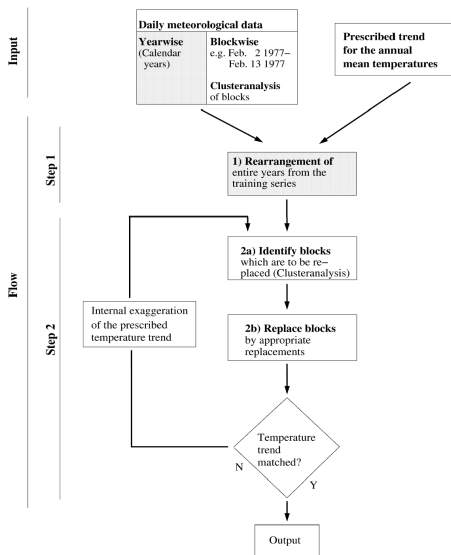 Input
Daily meteorological data
Yearwise
(Calendar
years)
Blockwise
e.g. Feb. 2 1977–
Feb. 13 1977
Clusteranalysis
of blocks
Prescribed trend
for the annual
mean temperatures
Flow
Step 1
1) Rearrangement of
entire years from the
training series
Step 2
2a) Identify blocks
which are to be re–
placed (Clusteranalysis)
Internal exaggeration
of the prescribed
temperature trend
2b) Replace blocks
by appropriate
replacements
Temperature
trend
matched?
N
Y
Output